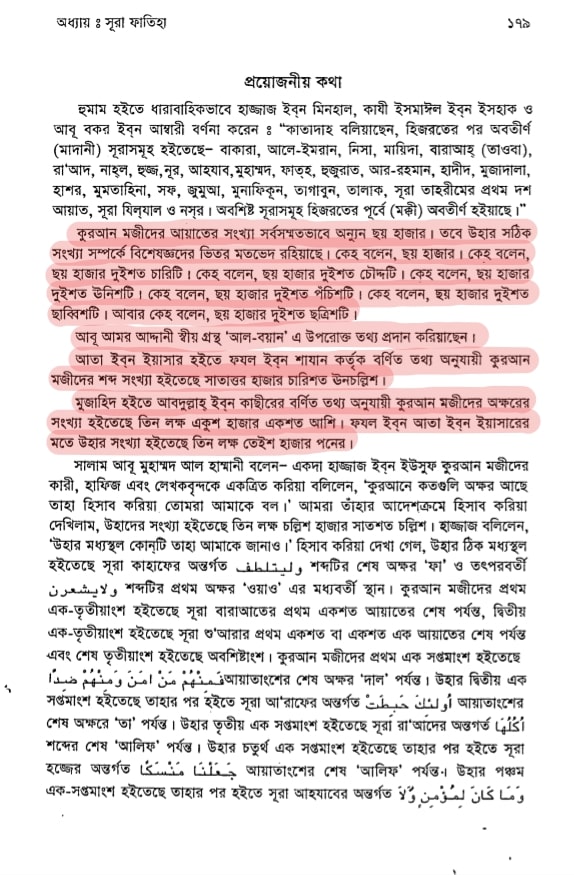 অধ্যায় ঃ সূরা ফাতিহা
১৭৯
প্রয়োজনীয় কথা
হুমাম হইতে ধারাবাহিকভাবে হাজ্জাজ ইব্‌ন মিনহাল, কাযী ইসমাঈল ইব্‌ন ইসহাক ও
আবূ বকর ইব্‌ন আম্বারী বর্ণনা করেন ঃ “কাতাদাহ বলিয়াছেন, হিজরতের পর অবতীর্ণ
(মাদানী) সূরাসমূহ হইতেছে– বাকারা, আলে-ইমরান, নিসা, মায়িদা, বারাআহ্ (তাওবা),
রা'আদ, নাহ্‌ল, হুজ্জ, নূর, আহযাব,মুহাম্মদ, ফাত্‌হ, হুজুরাত, আর-রহমান, হাদীদ, মুজাদালা,
হাশর, মুমতাহিনা, সফ, জুমুআ, মুনাফিকূন, তাগাবুন, তালাক, সূরা তাহরীমের প্রথম দশ
আয়াত, সূরা যিল্‌যাল ও নস্‌র। অবশিষ্ট সূরাসমূহ হিজরতের পূর্বে (মক্কী) অবতীর্ণ হইয়াছে।”
কুরআন মজীদের আয়াতের সংখ্যা সর্বসম্মতভাবে অন্যুন ছয় হাজার। তবে উহার সঠিক
সংখ্যা সম্পর্কে বিশেষজ্ঞদের ভিতর মতভেদ রহিয়াছে। কেহ বলেন, ছয় হাজার। কেহ বলেন,
ছয় হাজার দুইশত চারিটি। কেহ বলেন, ছয় হাজার দুইশত চৌদ্দটি। কেহ বলেন, ছয় হাজার
দুইশত ঊনিশটি। কেহ বলেন, ছয় হাজার দুইশত পঁচিশটি। কেহ বলেন, ছয় হাজার দুইশত
ছাব্বিশটি। আবার কেহ বলেন, ছয় হাজার দুইশত ছত্রিশটি।
আবূ আমর আদ্দানী স্বীয় গ্রন্থ ‘আল-বয়ান’ এ উপরোক্ত তথ্য প্রদান করিয়াছেন।
আতা ইব্‌ন ইয়াসার হইতে ফযল ইব্‌ন শাযান কর্তৃক বর্ণিত তথ্য অনুযায়ী কুরআন
মজীদের শব্দ সংখ্যা হইতেছে সাতাত্তর হাজার চারিশত ঊনচল্লিশ।
মুজাহিদ হইতে আবদুল্লাহ্ ইব্‌ন কাছীরের বর্ণিত তথ্য অনুযায়ী কুরআন মজীদের অক্ষরের
সংখ্যা হইতেছে তিন লক্ষ একুশ হাজার একশত আশি। ফযল ইব্‌ন আতা ইব্‌ন ইয়াসারের
মতে উহার সংখ্যা হইতেছে তিন লক্ষ তেইশ হাজার পনের।
সালাম আবূ মুহাম্মদ আল হাম্মানী বলেন– একদা হাজ্জাজ ইব্‌ন ইউসুফ কুরআন মজীদের
কারী, হাফিজ এবং লেখকবৃন্দকে একত্রিত করিয়া বলিলেন, ‘কুরআনে কতগুলি অক্ষর আছে
তাহা হিসাব করিয়া তোমরা আমাকে বল।’ আমরা তাঁহার আদেশক্রমে হিসাব করিয়া
দেখিলাম, উহাদের সংখ্যা হইতেছে তিন লক্ষ চল্লিশ হাজার সাতশত চল্লিশ। হাজ্জাজ বলিলেন,
‘উহার মধ্যস্থল কোন্‌টি তাহা আমাকে জানাও।’ হিসাব করিয়া দেখা গেল, উহার ঠিক মধ্যস্থল
হইতেছে সূরা কাহাফের অন্তর্গত وليتلطف শব্দটির শেষ অক্ষর ‘ফা’ ও তৎপরবর্তী
ولايشعرن শব্দটির প্রথম অক্ষর ‘ওয়াও’ এর মধ্যবর্তী স্থান। কুরআন মজীদের প্রথম
এক-তৃতীয়াংশ হইতেছে সূরা বারাআতের প্রথম একশত আয়াতের শেষ পর্যন্ত, দ্বিতীয়
এক-তৃতীয়াংশ হইতেছে সূরা শু'আরার প্রথম একশত বা একশত এক আয়াতের শেষ পর্যন্ত
এবং শেষ তৃতীয়াংশ হইতেছে অবশিষ্টাংশ। কুরআন মজীদের প্রথম এক সপ্তমাংশ হইতেছে
فَمِنْهُمْ مَنْ اٰمَنَ وَمِنْهُمْ صَدَّا আয়াতাংশের শেষ অক্ষর ‘দাল’ পর্যন্ত। উহার দ্বিতীয় এক
সপ্তমাংশ হইতেছে তাহার পর হইতে সূরা আ'রাফের অন্তর্গত أُولٰئِكَ حَبِطَتْ আয়াতাংশের
শেষ অক্ষরে ‘তা’ পর্যন্ত। উহার তৃতীয় এক সপ্তমাংশ হইতেছে সূরা রা'আদের অন্তর্গত أُكُلُهَا
শব্দের শেষ ‘আলিফ’ পর্যন্ত। উহার চতুর্থ এক সপ্তমাংশ হইতেছে তাহার পর হইতে সূরা
হজ্জের অন্তর্গত جَعَلْنَا مَنْسَكًا আয়াতাংশের শেষ ‘আলিফ’ পর্যন্ত। উহার পঞ্চম
এক-সপ্তমাংশ হইতেছে তাহার পর হইতে সূরা আহযাবের অন্তর্গত وَمَا كَانَ لِمُؤْمِنٍ وَّلَا